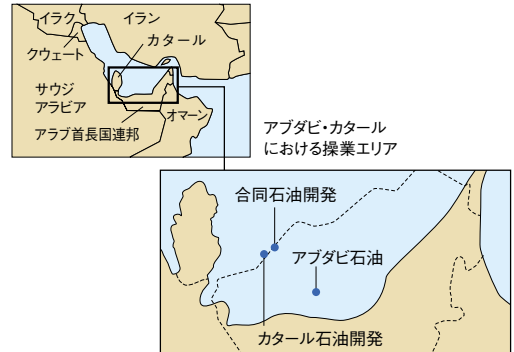 イラク
イラン
クウェート
カタール
サウジ
アラビア
オマーン
アラブ首長国連邦
アブダビ・カタール
における操業エリア
合同石油開発
アブダビ石油
カタール石油開発